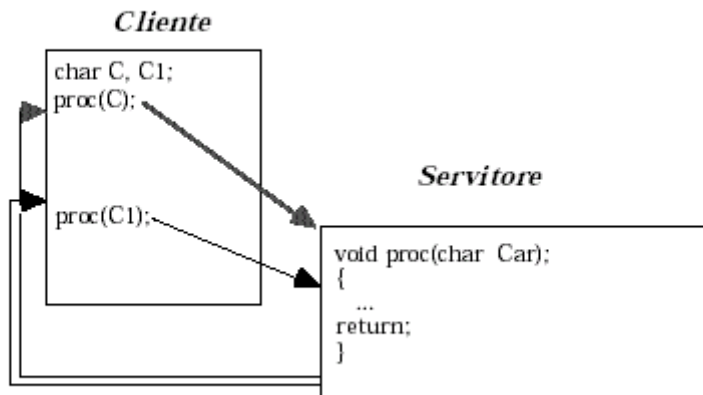 Cliente
char C, C1;
proc(C);
proc(C1);
Servitore
void proc(char Car);
{
...
return;
}